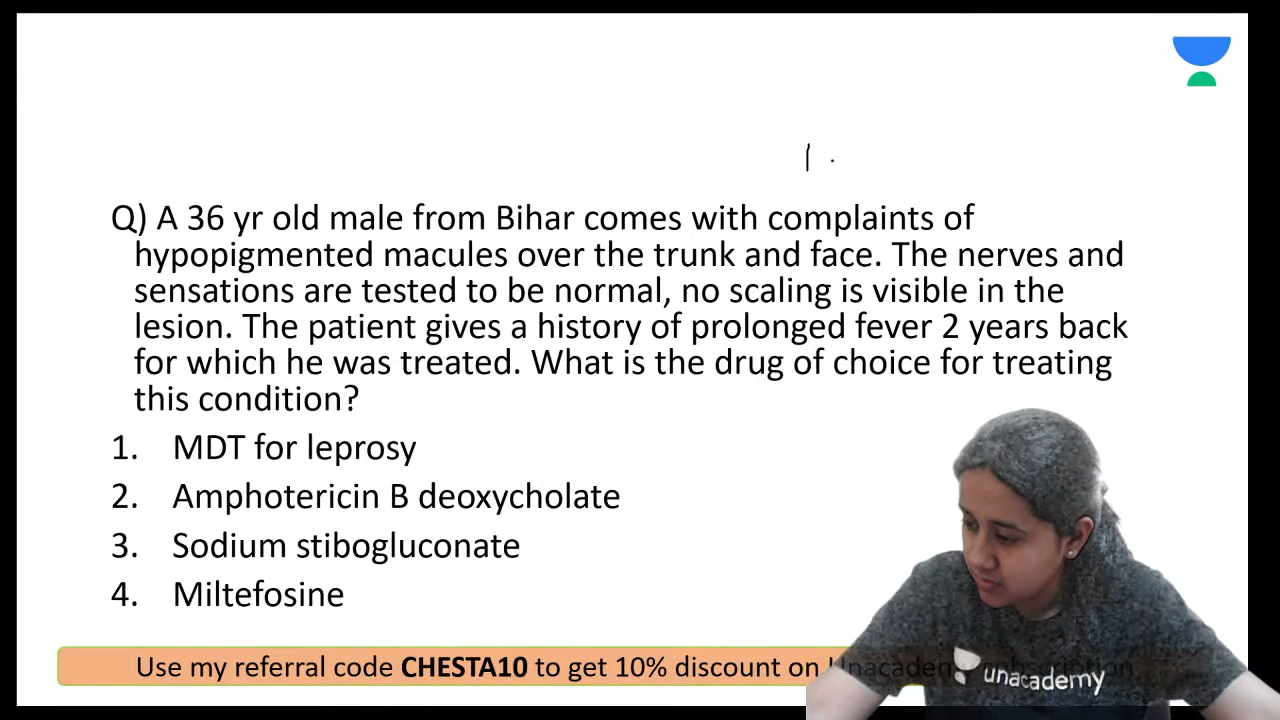 Q) A 36 yr old male from Bihar comes with complaints of
hypopigmented macules over the trunk and face. The nerves and
sensations are tested to be normal, no scaling is visible in the
lesion. The patient gives a history of prolonged fever 2 years back
for which he was treated. What is the drug of choice for treating
this condition?
1. MDT for leprosy
2. Amphotericin B deoxycholate
3. Sodium stibogluconate
4. Miltefosine
Use my referral code CHESTA10 to get 10% discount on Unacademy subscription
unacademy